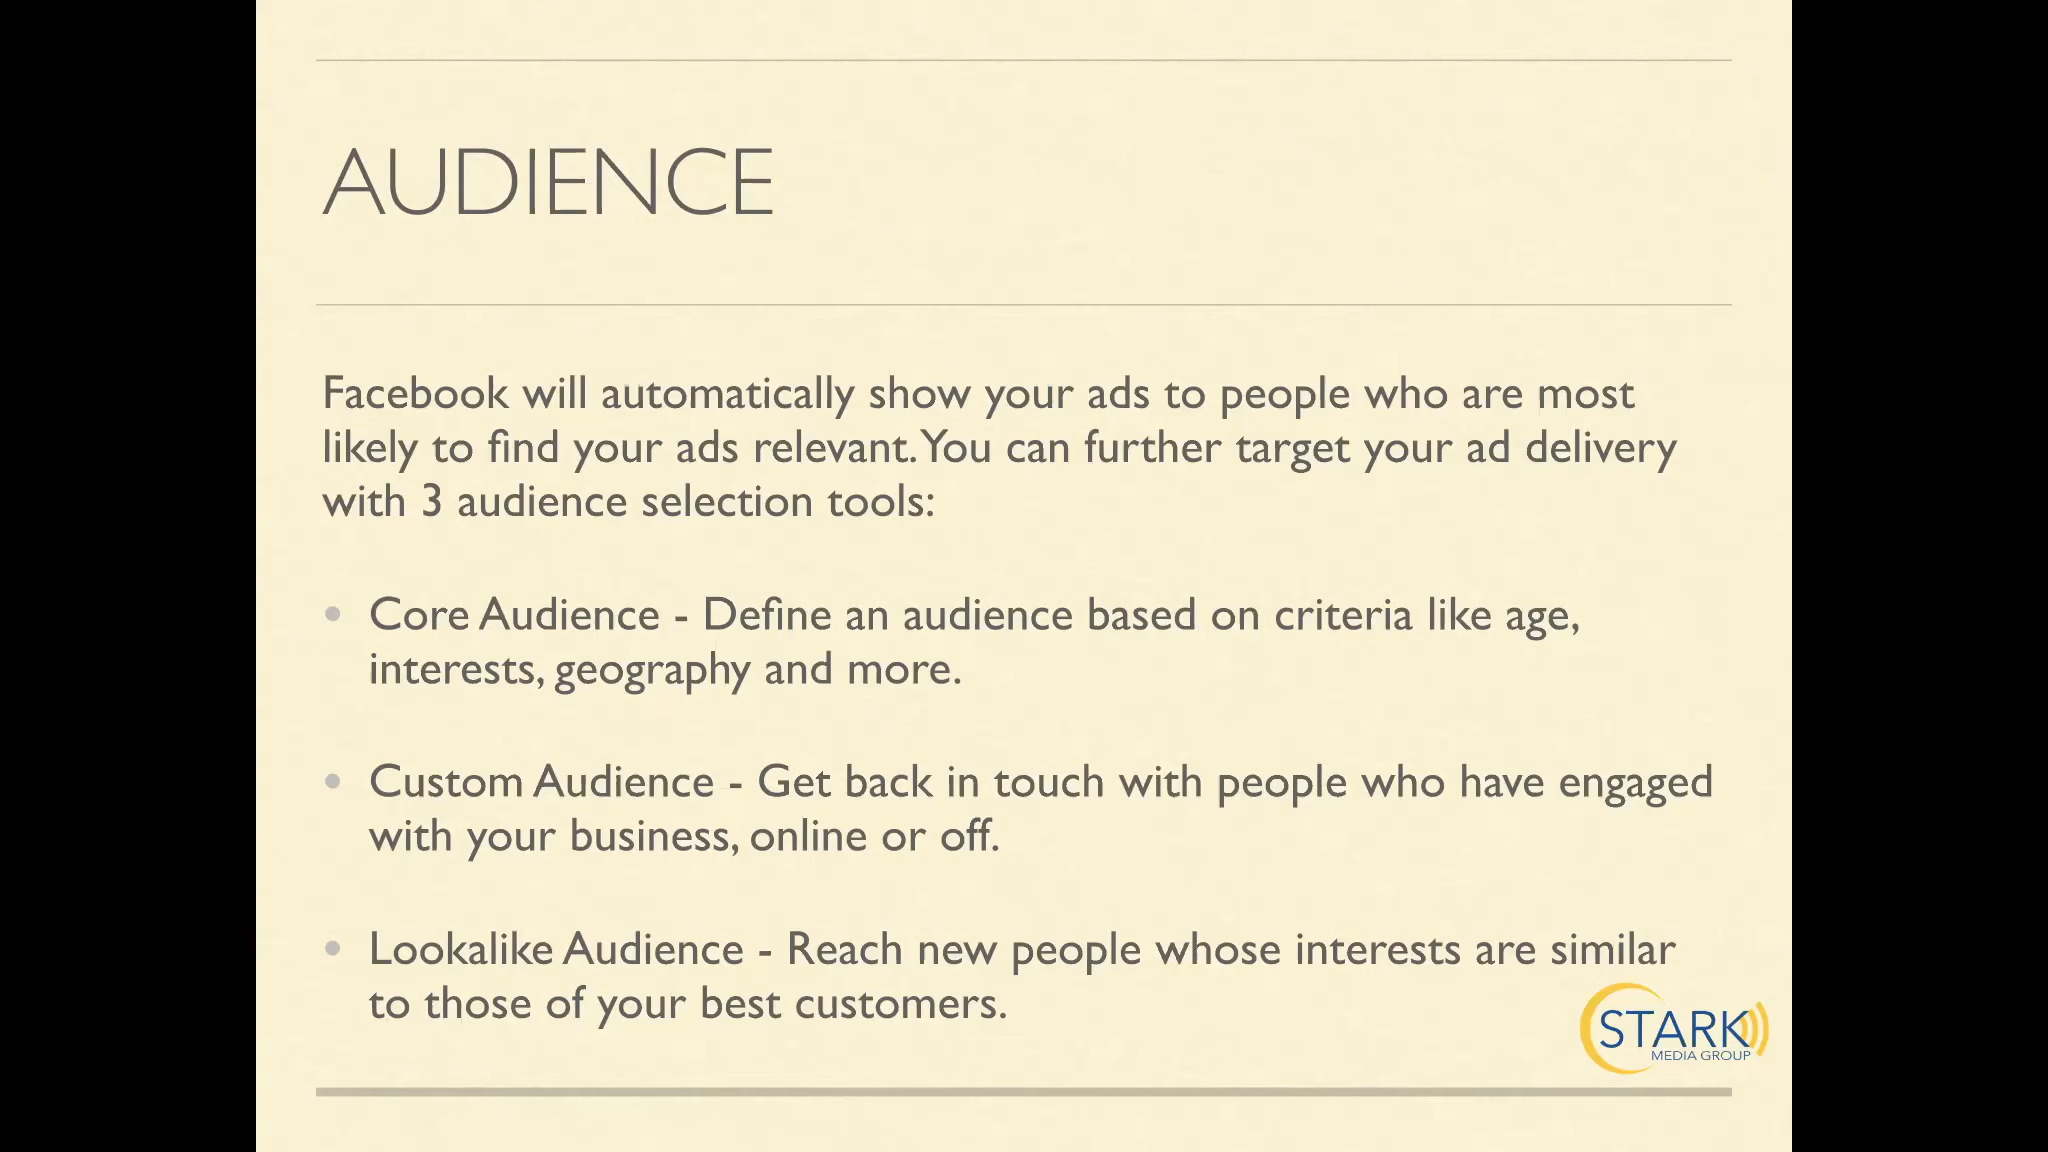 AUDIENCE
Facebook will automatically show your ads to people who are most
likely to find your ads relevant. You can further target your ad delivery
with 3 audience selection tools:
• Core Audience - Define an audience based on criteria like age,
interests, geography and more.
• Custom Audience - Get back in touch with people who have engaged
with your business, online or off.
• Lookalike Audience - Reach new people whose interests are similar
to those of your best customers.
STARK
MEDIA GROUP